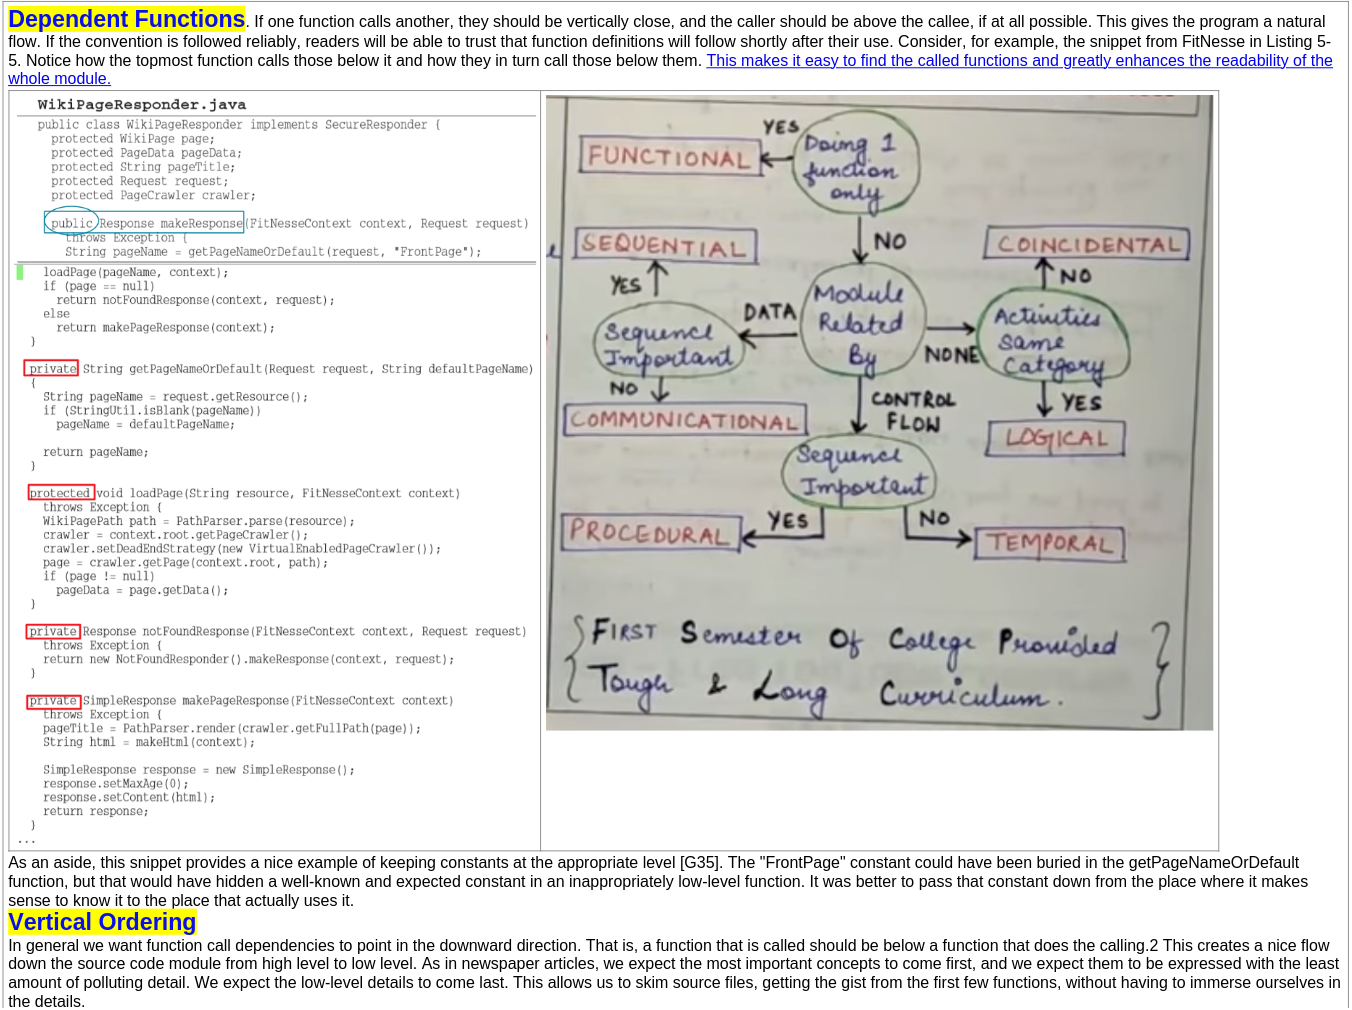 Dependent Functions. If one function calls another, they should be vertically close, and the caller should be above the callee, if at all possible. This gives the program a natural
flow. If the convention is followed reliably, readers will be able to trust that function definitions will follow shortly after their use. Consider, for example, the snippet from FitNesse in Listing 5-
5. Notice how the topmost function calls those below it and how they in turn call those below them. This makes it easy to find the called functions and greatly enhances the readability of the
whole module.
WikiPageResponder.java
public class WikiPageResponder implements SecureResponder {
protected WikiPage page;
protected PageData pageData;
protected String pageTitle;
protected Request request;
protected PageCrawler crawler;
public Response makeResponse(FitNesseContext context, Request request)
throws Exception {
String pageName = getPageNameOrDefault(request, "FrontPage");
loadPage(pageName, context);
if (page == null)
return notFoundResponse(context, request);
else
return makePageResponse(context);
}
private String getPageNameOrDefault(Request request, String defaultPageName)
{
String pageName = request.getResource();
if (StringUtil.isBlank(pageName))
pageName = defaultPageName;
return pageName;
}
protected void loadPage(String resource, FitNesseContext context)
throws Exception {
WikiPagePath path = PathParser.parse(resource);
crawler = context.root.getPageCrawler();
crawler.setDeadEndStrategy(new VirtualEnabledPageCrawler());
page = crawler.getPage(context.root, path);
if (page != null)
pageData = page.getData();
}
private Response notFoundResponse(FitNesseContext context, Request request)
throws Exception {
return new NotFoundResponder().makeResponse(context, request);
}
private SimpleResponse makePageResponse(FitNesseContext context)
throws Exception {
pageTitle = PathParser.render(crawler.getFullPath(page));
String html = makeHtml(context);
SimpleResponse response = new SimpleResponse();
response.setMaxAge(0);
response.setContent(html);
return response;
}
...
YES
Doing 1
function
only
FUNCTIONAL
NO
SEQUENTIAL
COINCIDENTAL
YES
NO
Module
Related
By
DATA
NONE
Sequence
Important
Activities
Same
Category
NO
CONTROL
FLOW
YES
COMMUNICATIONAL
LOGICAL
Sequence
Important
YES
NO
PROCEDURAL
TEMPORAL
{FIRST Semester Of College Provided
Tough & Long Curriculum.}
As an aside, this snippet provides a nice example of keeping constants at the appropriate level [G35]. The "FrontPage" constant could have been buried in the getPageNameOrDefault
function, but that would have hidden a well-known and expected constant in an inappropriately low-level function. It was better to pass that constant down from the place where it makes
sense to know it to the place that actually uses it.
Vertical Ordering
In general we want function call dependencies to point in the downward direction. That is, a function that is called should be below a function that does the calling.2 This creates a nice flow
down the source code module from high level to low level. As in newspaper articles, we expect the most important concepts to come first, and we expect them to be expressed with the least
amount of polluting detail. We expect the low-level details to come last. This allows us to skim source files, getting the gist from the first few functions, without having to immerse ourselves in
the details.